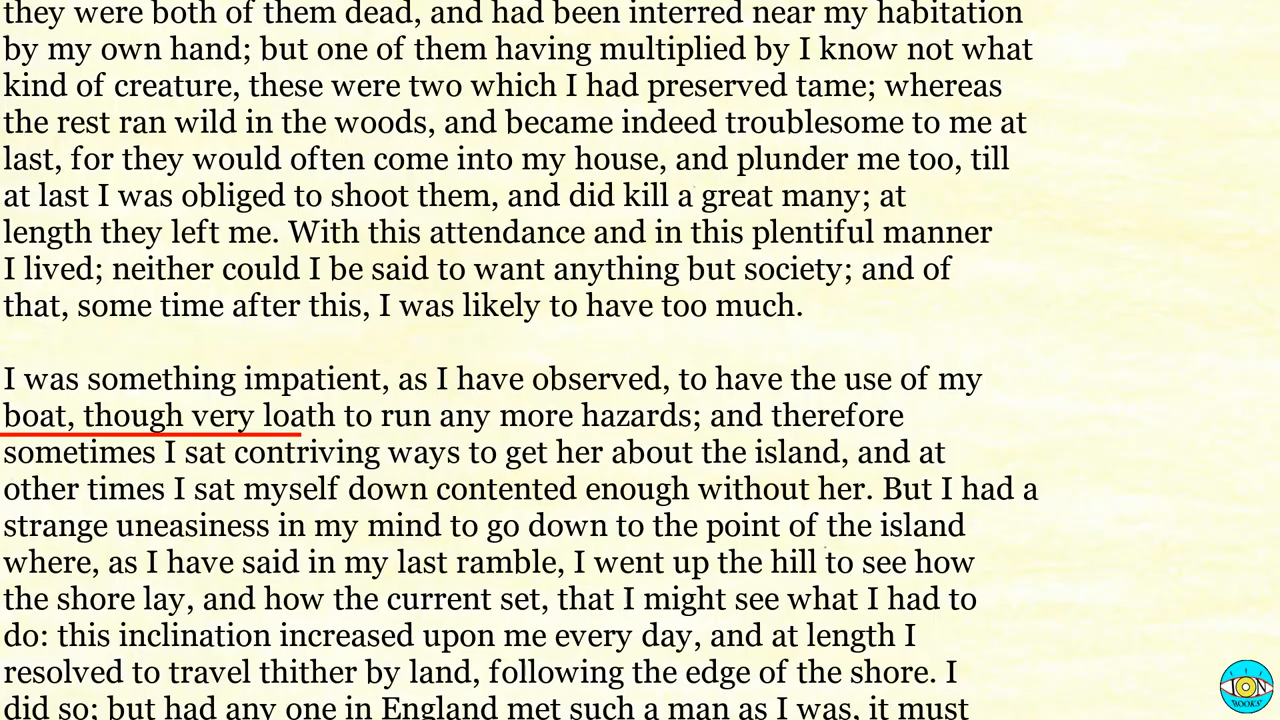 they were both of them dead, and had been interred near my habitation
by my own hand; but one of them having multiplied by I know not what
kind of creature, these were two which I had preserved tame; whereas
the rest ran wild in the woods, and became indeed troublesome to me at
last, for they would often come into my house, and plunder me too, till
at last I was obliged to shoot them, and did kill a great many; at
length they left me. With this attendance and in this plentiful manner
I lived; neither could I be said to want anything but society; and of
that, some time after this, I was likely to have too much.
I was something impatient, as I have observed, to have the use of my
boat, though very loath to run any more hazards; and therefore
sometimes I sat contriving ways to get her about the island, and at
other times I sat myself down contented enough without her. But I had a
strange uneasiness in my mind to go down to the point of the island
where, as I have said in my last ramble, I went up the hill to see how
the shore lay, and how the current set, that I might see what I had to
do: this inclination increased upon me every day, and at length I
resolved to travel thither by land, following the edge of the shore. I
did so; but had any one in England met such a man as I was, it must
ION
BOOKS